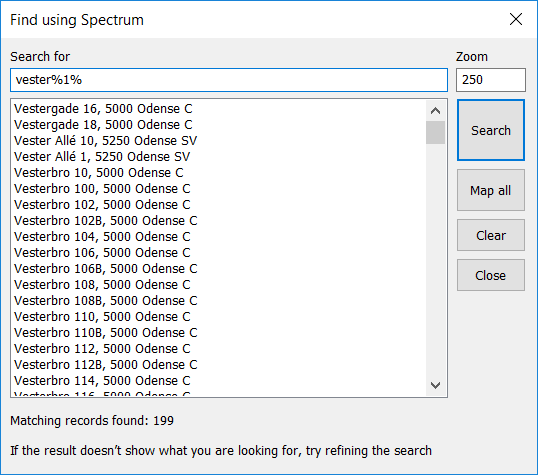 Find using Spectrum
Search for
Zoom
vester%1%
250
Vestergade 16, 5000 Odense C
Vestergade 18, 5000 Odense C
Vester Allé 10, 5250 Odense SV
Vester Allé 1, 5250 Odense SV
Vesterbro 10, 5000 Odense C
Vesterbro 100, 5000 Odense C
Vesterbro 102, 5000 Odense C
Vesterbro 102B, 5000 Odense C
Vesterbro 104, 5000 Odense C
Vesterbro 106, 5000 Odense C
Vesterbro 106B, 5000 Odense C
Vesterbro 108, 5000 Odense C
Vesterbro 108B, 5000 Odense C
Vesterbro 110, 5000 Odense C
Vesterbro 110B, 5000 Odense C
Vesterbro 112, 5000 Odense C
Vesterbro 112B, 5000 Odense C
Vesterbro 114, 5000 Odense C
Vesterbro 116, 5000 Odense C
Search
Map all
Clear
Close
Matching records found: 199
If the result doesn’t show what you are looking for, try refining the search